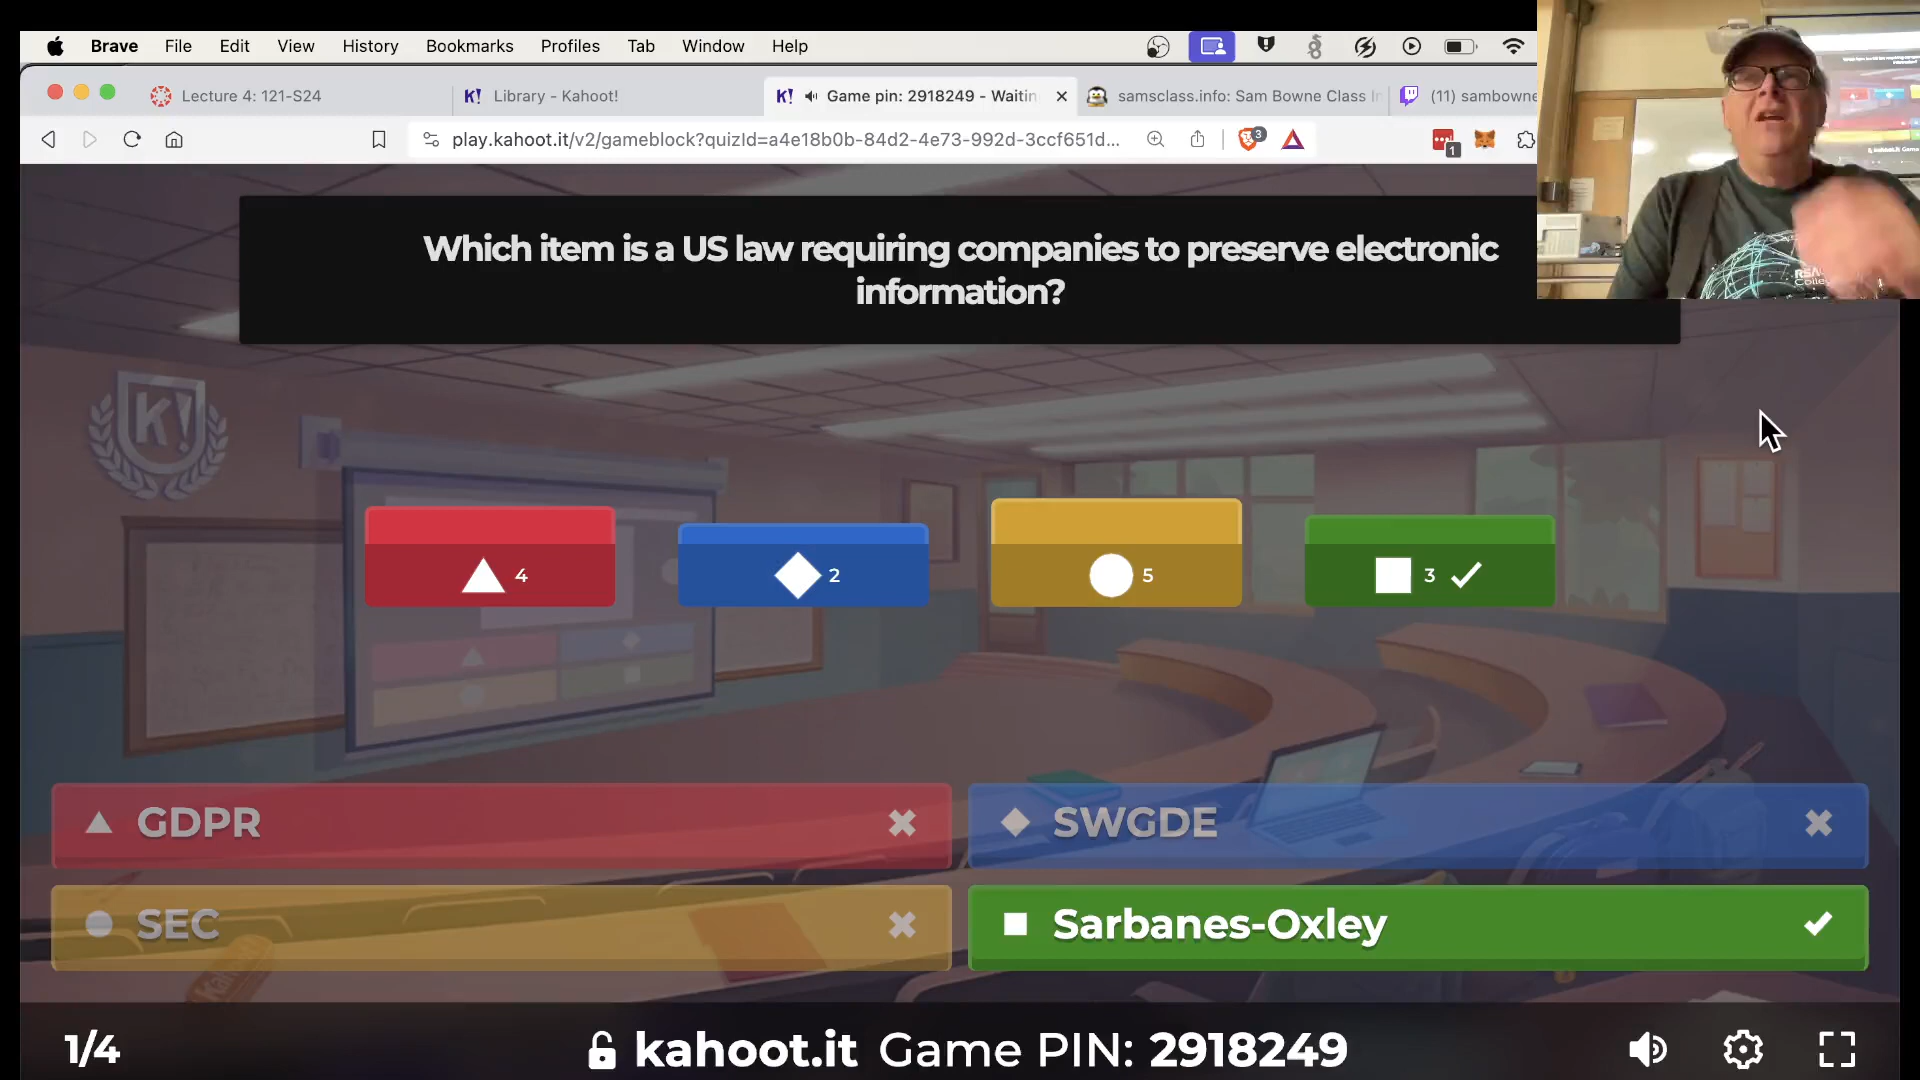 Brave File Edit View History Bookmarks Profiles Tab Window Help
Lecture 4: 121-S24
K! Library - Kahoot!
K! Game pin: 2918249 - Waitin
samsclass.info: Sam Bowne Class In
(11) sambowne
play.kahoot.it/v2/gameblock?quizId=a4e18b0b-84d2-4e73-992d-3ccf651d...
3
1
Which item is a US law requiring companies to preserve electronic
information?
K!
4
2
5
3
GDPR
SWGDE
SEC
Sarbanes-Oxley
1/4
kahoot.it Game PIN: 2918249